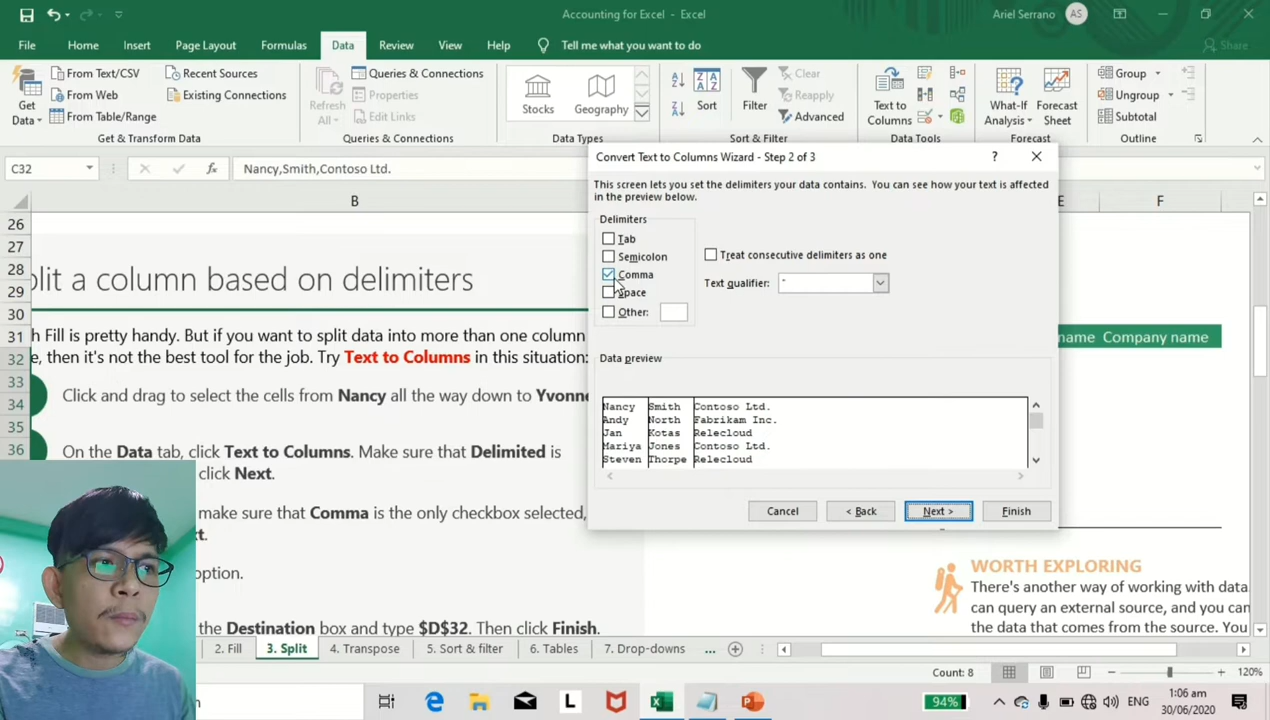 Accounting for Excel - Excel
Ariel Serrano AS
File Home Insert Page Layout Formulas Data Review View Help Tell me what you want to do Share
Get Data
From Text/CSV
From Web
From Table/Range
Recent Sources
Existing Connections
Get & Transform Data
Refresh All
Queries & Connections
Properties
Edit Links
Queries & Connections
Stocks Geography
Data Types
Sort
Filter
Clear
Reapply
Advanced
Sort & Filter
Text to Columns
Data Tools
What-If Analysis
Forecast Sheet
Forecast
Group
Ungroup
Subtotal
Outline
C32 fx Nancy,Smith,Contoso Ltd.
B E F
26
27
28
29
30
31
32
33
34
35
36
plit a column based on delimiters
h Fill is pretty handy. But if you want to split data into more than one column
e, then it's not the best tool for the job. Try Text to Columns in this situation:
Click and drag to select the cells from Nancy all the way down to Yvonne
On the Data tab, click Text to Columns. Make sure that Delimited is
click Next.
make sure that Comma is the only checkbox selected,
t.
option.
the Destination box and type $D$32. Then click Finish.
Convert Text to Columns Wizard - Step 2 of 3
This screen lets you set the delimiters your data contains. You can see how your text is affected
in the preview below.
Delimiters
Tab
Semicolon
Comma
Space
Other:
Treat consecutive delimiters as one
Text qualifier: "
Data preview
Nancy Smith Contoso Ltd.
Andy North Fabrikam Inc.
Jan Kotas Relecloud
Mariya Jones Contoso Ltd.
Steven Thorpe Relecloud
Cancel < Back Next > Finish
name Company name
WORTH EXPLORING
There's another way of working with data
can query an external source, and you can
the data that comes from the source. You
2. Fill 3. Split 4. Transpose 5. Sort & filter 6. Tables 7. Drop-downs ...
Count: 8 120%
n
94% ENG
1:06 am
30/06/2020